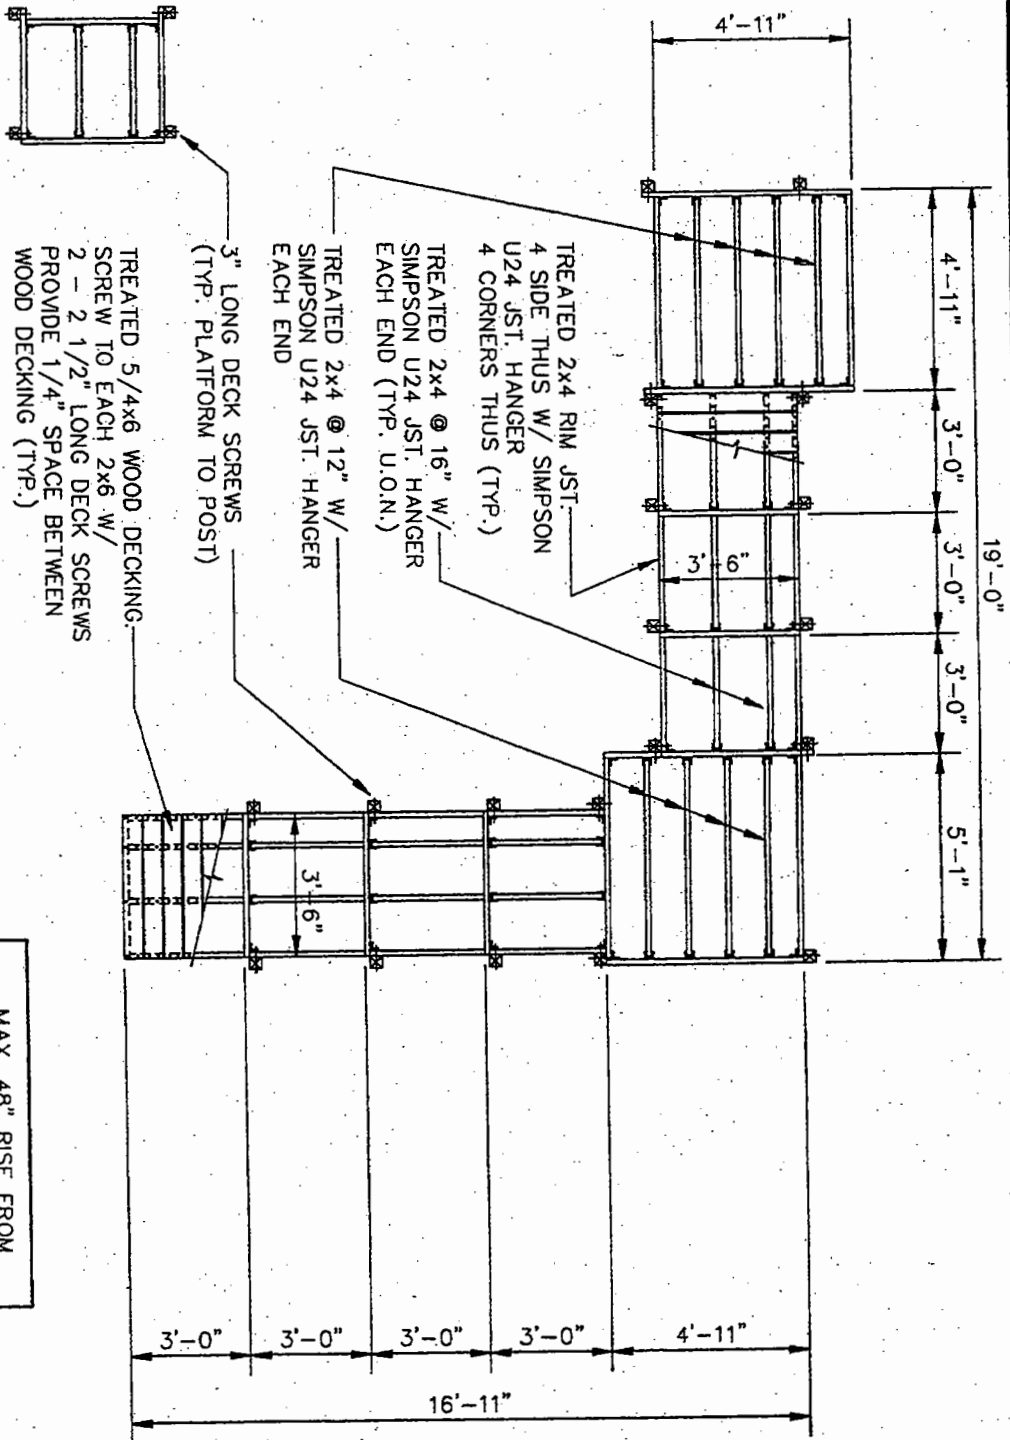 4'-11"
19'-0"
4'-11"
3'-0"
3'-0"
3'-0"
5'-1"
3'-6"
TREATED 2x4 RIM JST.
4 SIDE THUS W/ SIMPSON
U24 JST. HANGER
4 CORNERS THUS (TYP.)
TREATED 2x4 @ 16" W/
SIMPSON U24 JST. HANGER
EACH END (TYP. U.O.N.)
TREATED 2x4 @ 12" W/
SIMPSON U24 JST. HANGER
EACH END
3" LONG DECK SCREWS
(TYP. PLATFORM TO POST)
TREATED 5/4x6 WOOD DECKING.
SCREW TO EACH 2x6 W/
2 - 2 1/2" LONG DECK SCREWS
PROVIDE 1/4" SPACE BETWEEN
WOOD DECKING (TYP.)
3'-6"
3'-0"
3'-0"
3'-0"
3'-0"
4'-11"
16'-11"
MAX. 48" RISE FROM